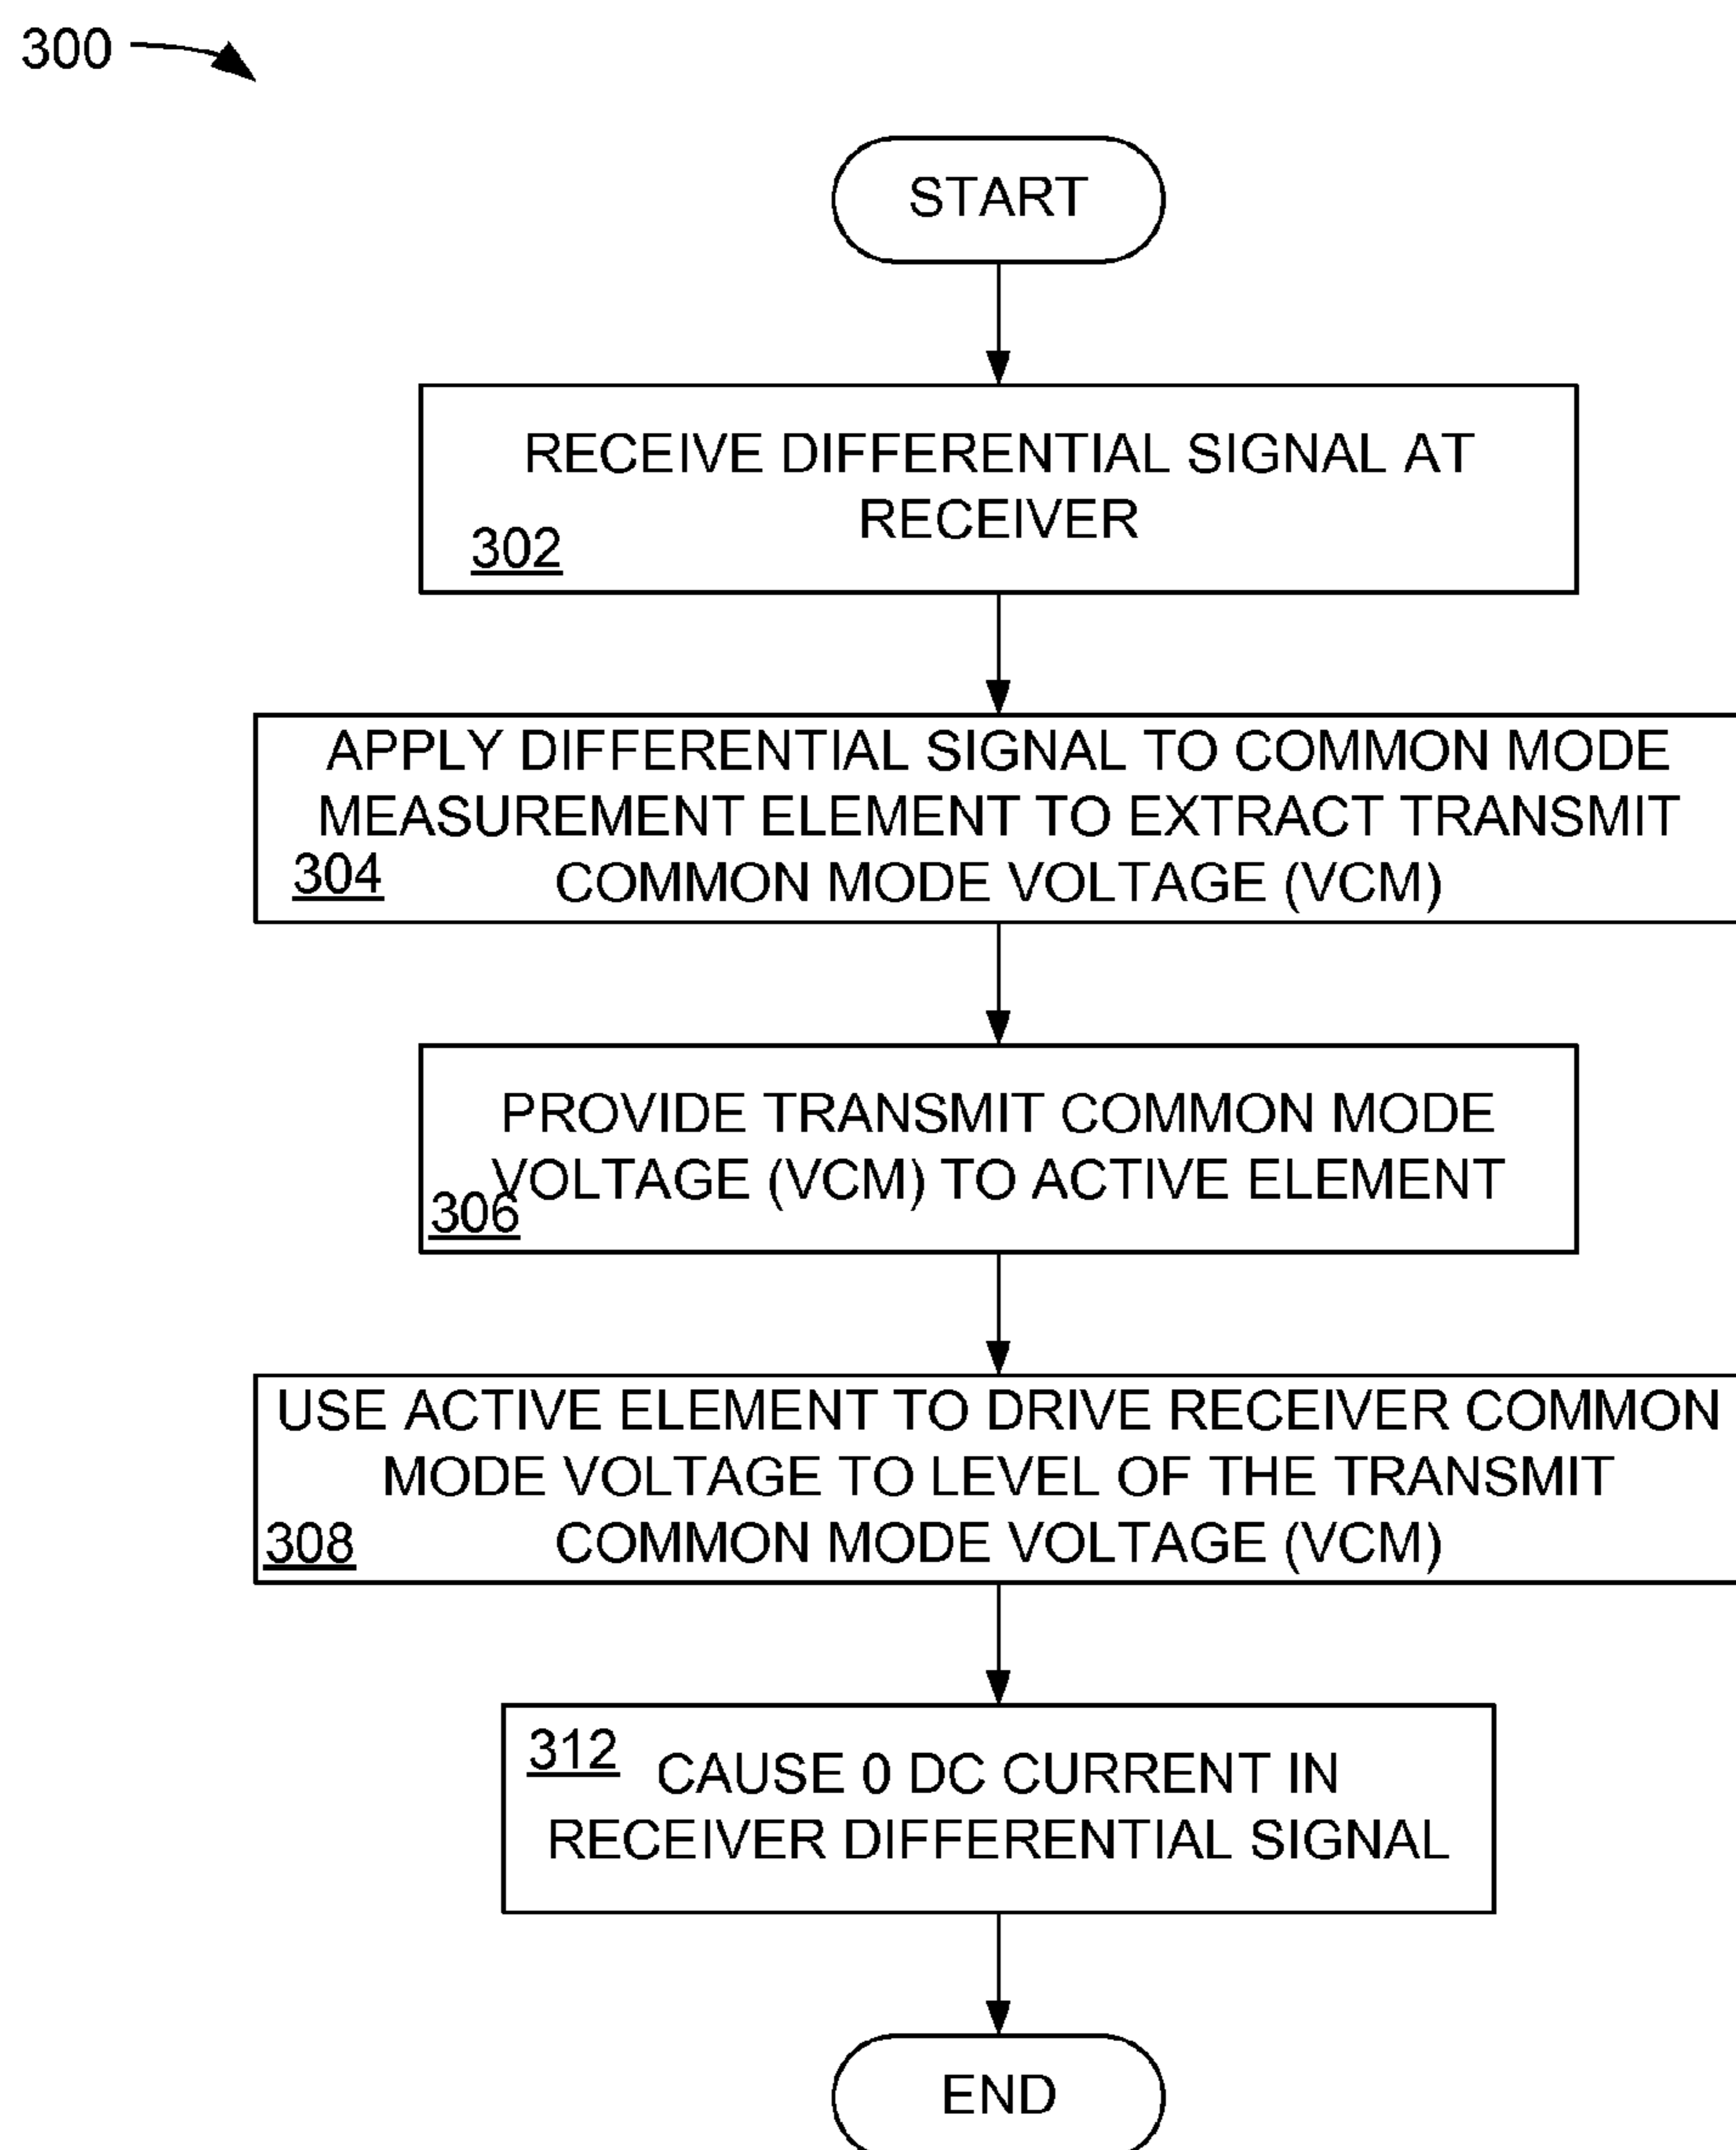 300
START
RECEIVE DIFFERENTIAL SIGNAL AT
RECEIVER
302
APPLY DIFFERENTIAL SIGNAL TO COMMON MODE
MEASUREMENT ELEMENT TO EXTRACT TRANSMIT
COMMON MODE VOLTAGE (VCM)
304
PROVIDE TRANSMIT COMMON MODE
VOLTAGE (VCM) TO ACTIVE ELEMENT
306
USE ACTIVE ELEMENT TO DRIVE RECEIVER COMMON
MODE VOLTAGE TO LEVEL OF THE TRANSMIT
COMMON MODE VOLTAGE (VCM)
308
312
CAUSE 0 DC CURRENT IN
RECEIVER DIFFERENTIAL SIGNAL
END